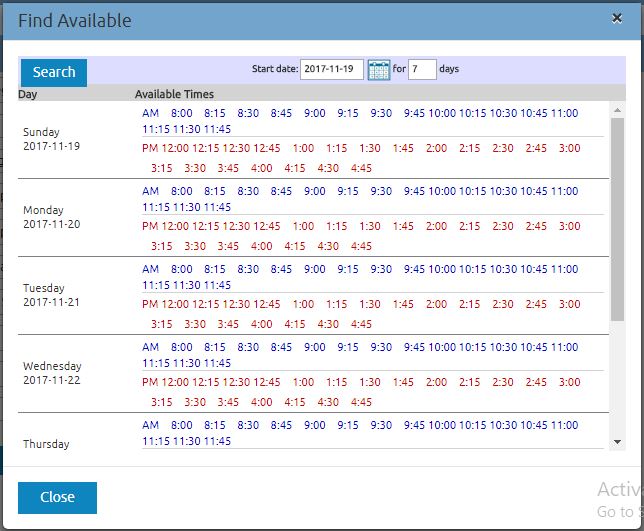 Find Available ×
Search Start date: 2017-11-19 for 7 days
Day Available Times
AM 8:00 8:15 8:30 8:45 9:00 9:15 9:30 9:45 10:00 10:15 10:30 10:45 11:00
11:15 11:30 11:45
Sunday
2017-11-19
PM 12:00 12:15 12:30 12:45 1:00 1:15 1:30 1:45 2:00 2:15 2:30 2:45 3:00
3:15 3:30 3:45 4:00 4:15 4:30 4:45
AM 8:00 8:15 8:30 8:45 9:00 9:15 9:30 9:45 10:00 10:15 10:30 10:45 11:00
11:15 11:30 11:45
Monday
2017-11-20
PM 12:00 12:15 12:30 12:45 1:00 1:15 1:30 1:45 2:00 2:15 2:30 2:45 3:00
3:15 3:30 3:45 4:00 4:15 4:30 4:45
AM 8:00 8:15 8:30 8:45 9:00 9:15 9:30 9:45 10:00 10:15 10:30 10:45 11:00
11:15 11:30 11:45
Tuesday
2017-11-21
PM 12:00 12:15 12:30 12:45 1:00 1:15 1:30 1:45 2:00 2:15 2:30 2:45 3:00
3:15 3:30 3:45 4:00 4:15 4:30 4:45
AM 8:00 8:15 8:30 8:45 9:00 9:15 9:30 9:45 10:00 10:15 10:30 10:45 11:00
11:15 11:30 11:45
Wednesday
2017-11-22
PM 12:00 12:15 12:30 12:45 1:00 1:15 1:30 1:45 2:00 2:15 2:30 2:45 3:00
3:15 3:30 3:45 4:00 4:15 4:30 4:45
AM 8:00 8:15 8:30 8:45 9:00 9:15 9:30 9:45 10:00 10:15 10:30 10:45 11:00
11:15 11:30 11:45
Thursday
Close
Activ
Go to